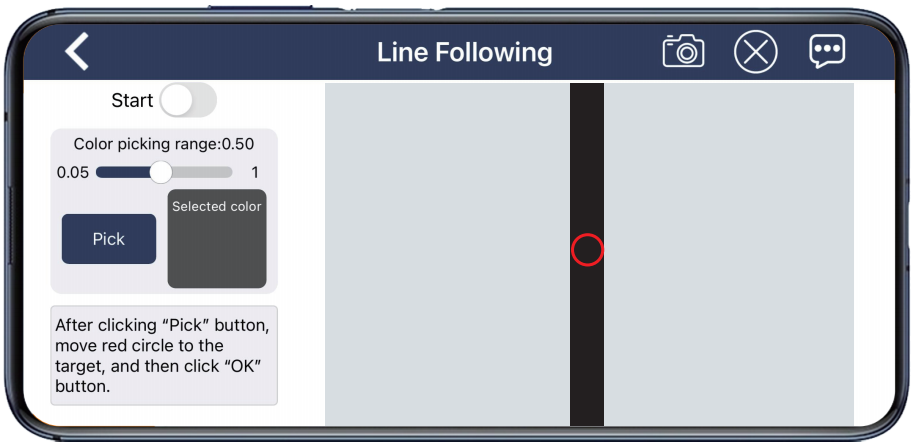 Line Following
Start
Color picking range:0.50
0.05 1
Selected color
Pick
After clicking “Pick” button,
move red circle to the
target, and then click “OK”
button.